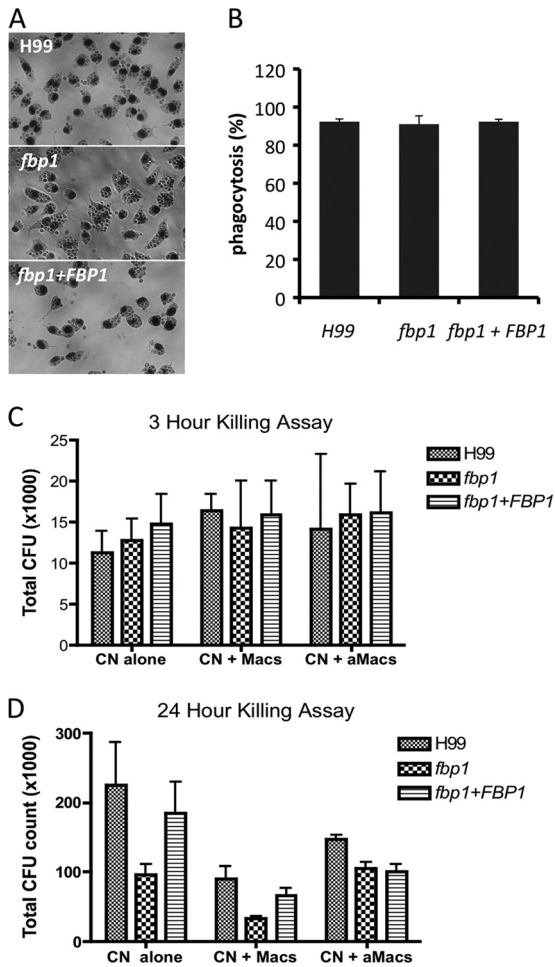 A
H99
fbp1
fbp1+FBP1
B
120
100
80
60
40
20
0
phagocytosis (%)
H99 fbp1 fbp1 + FBP1
C
3 Hour Killing Assay
25
20
15
10
5
0
Total CFU (x1000)
CN alone CN + Macs CN + aMacs
H99
fbp1
fbp1+FBP1
D
24 Hour Killing Assay
300
200
100
0
Total CFU count (x1000)
CN alone CN + Macs CN + aMacs
H99
fbp1
fbp1+FBP1